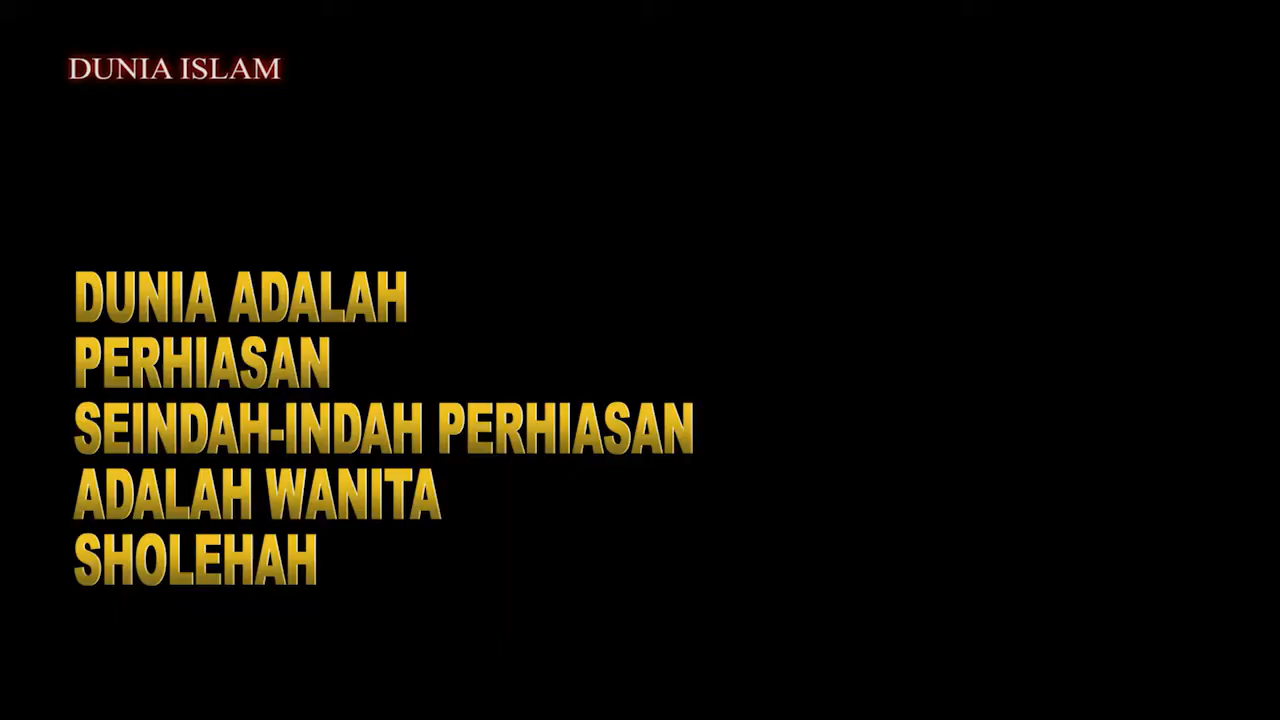 DUNIA ISLAM
DUNIA ADALAH
PERHIASAN
SEINDAH-INDAH PERHIASAN
ADALAH WANITA
SHOLEHAH